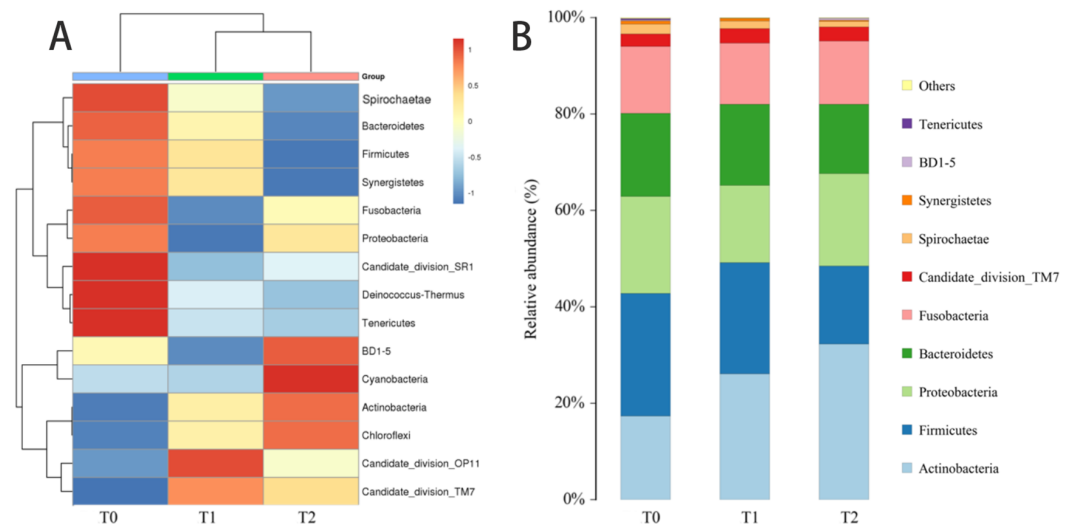 A
Group
1
0.5
0
-0.5
-1
Spirochaetae
Bacteroidetes
Firmicutes
Synergistetes
Fusobacteria
Proteobacteria
Candidate_division_SR1
Deinococcus-Thermus
Tenericutes
BD1-5
Cyanobacteria
Actinobacteria
Chloroflexi
Candidate_division_OP11
Candidate_division_TM7
T0 T1 T2
B
Relative abundance (%)
100%
80%
60%
40%
20%
0%
T0 T1 T2
Others
Tenericutes
BD1-5
Synergistetes
Spirochaetae
Candidate_division_TM7
Fusobacteria
Bacteroidetes
Proteobacteria
Firmicutes
Actinobacteria